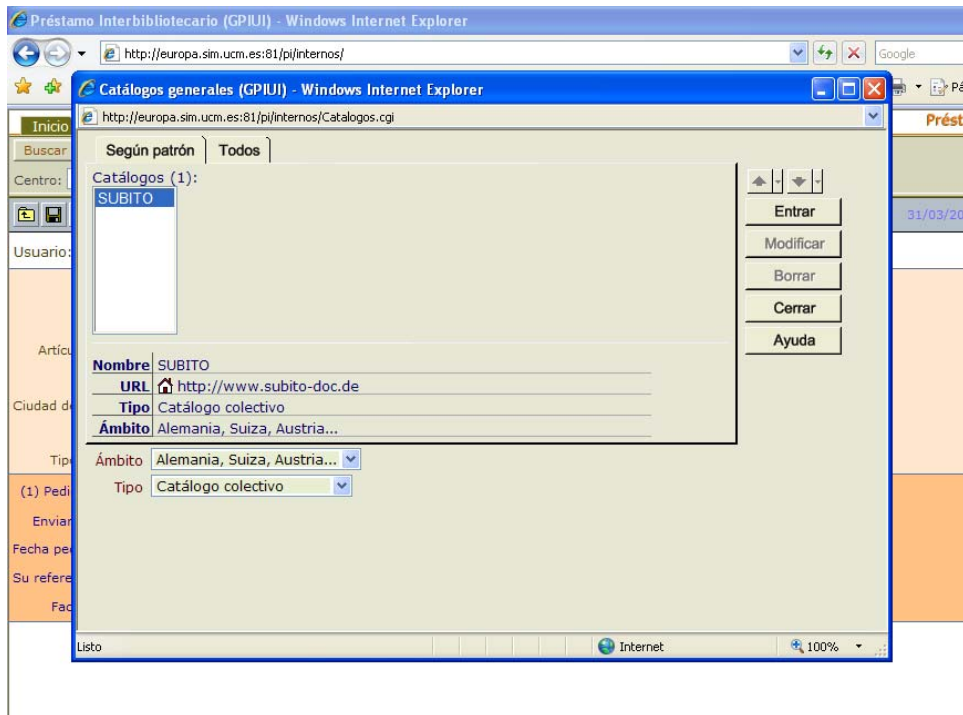 Préstamo Interbibliotecario (GPIUI) - Windows Internet Explorer
http://europa.sim.ucm.es:81/pi/internos/
Google
Catálogos generales (GPIUI) - Windows Internet Explorer
http://europa.sim.ucm.es:81/pi/internos/Catalogos.cgi
Inicio
Prést
Buscar
Según patrón Todos
Centro:
Catálogos (1):
SUBITO
Entrar
31/03/20
Modificar
Usuario:
Borrar
Cerrar
Ayuda
Artícu
Nombre SUBITO
URL http://www.subito-doc.de
Ciudad d
Tipo Catálogo colectivo
Ámbito Alemania, Suiza, Austria...
Tip
Ámbito Alemania, Suiza, Austria...
Tipo Catálogo colectivo
(1) Pedi
Enviar
Fecha pe
Su refere
Fac
Listo
Internet
100%